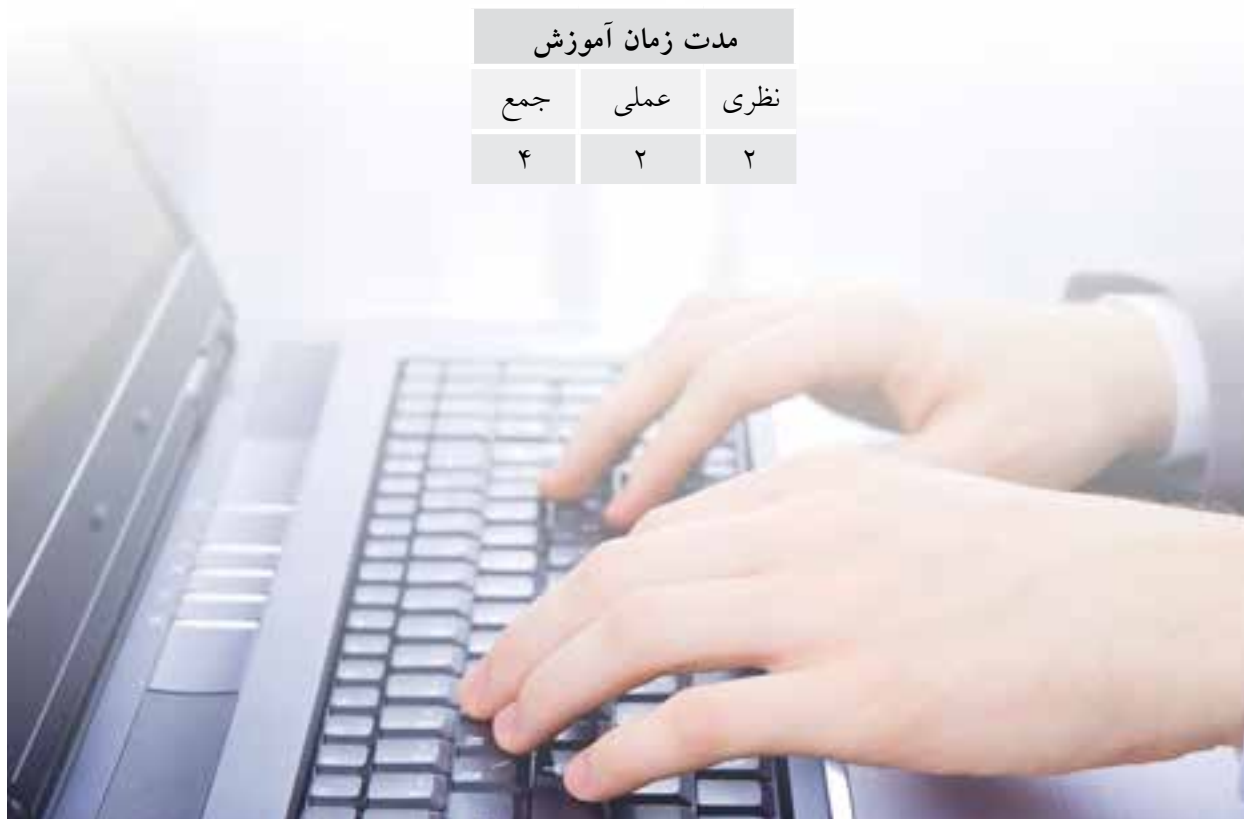 مدت زمان آموزش
نظری عملی جمع
۲ ۲ ۴